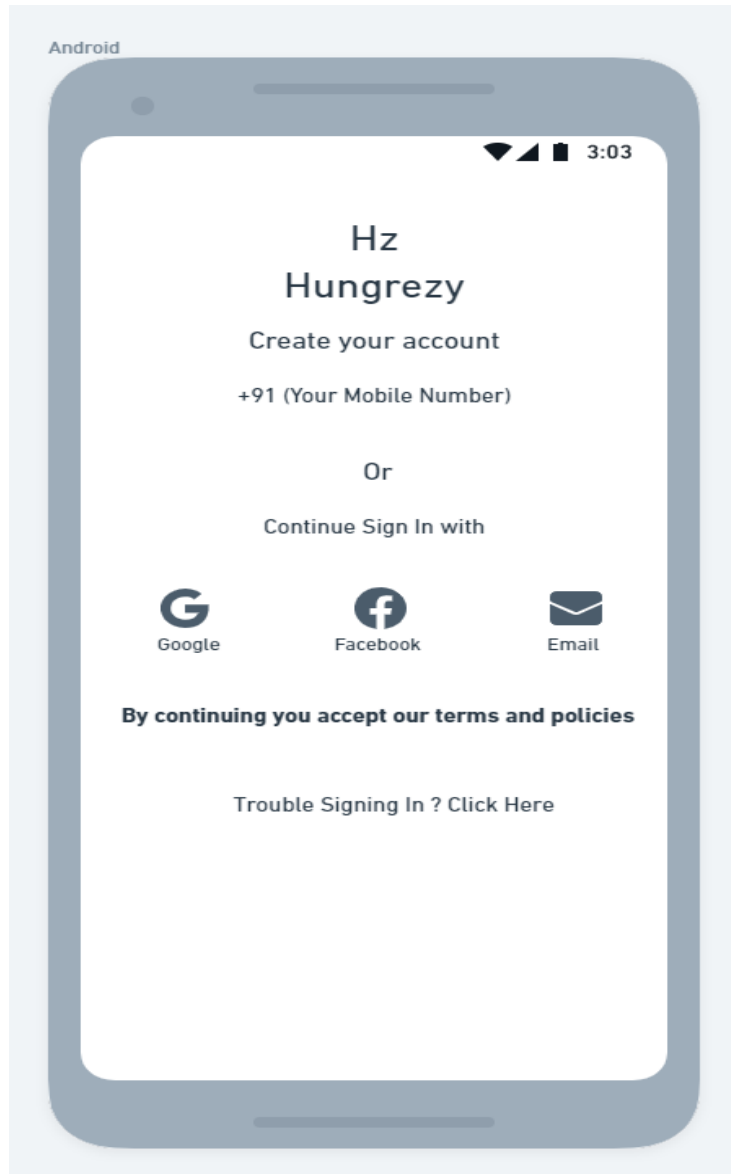 Android
3:03
Hz
Hungrezy
Create your account
+91 (Your Mobile Number)
Or
Continue Sign In with
Google Facebook Email
By continuing you accept our terms and policies
Trouble Signing In ? Click Here